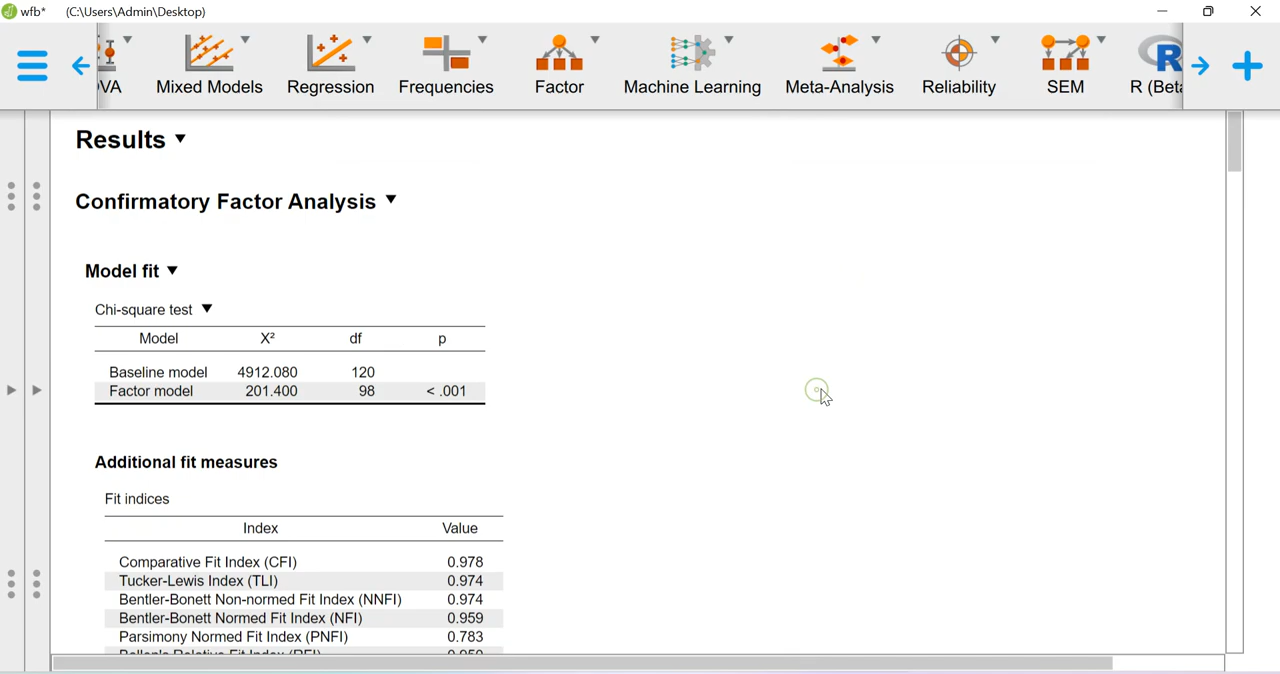 wfb* (C:\Users\Admin\Desktop)
VA Mixed Models Regression Frequencies Factor Machine Learning Meta-Analysis Reliability SEM R (Beta
Results
Confirmatory Factor Analysis
Model fit
Chi-square test
Model X² df p
Baseline model 4912.080 120
Factor model 201.400 98 < .001
Additional fit measures
Fit indices
Index Value
Comparative Fit Index (CFI) 0.978
Tucker-Lewis Index (TLI) 0.974
Bentler-Bonett Non-normed Fit Index (NNFI) 0.974
Bentler-Bonett Normed Fit Index (NFI) 0.959
Parsimony Normed Fit Index (PNFI) 0.783